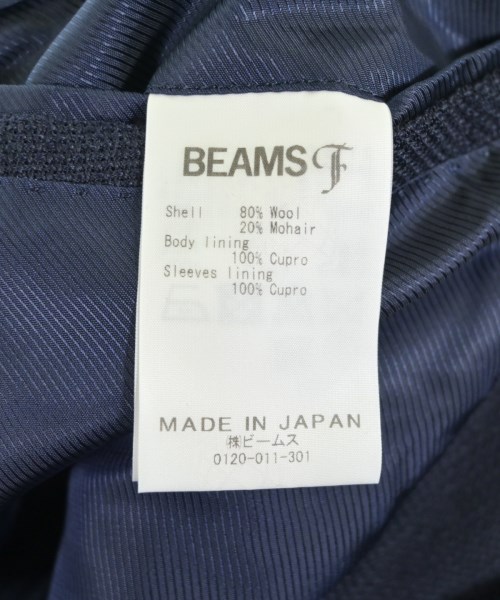 BEAMS F
Shell 80% Wool
20% Mohair
Body lining
100% Cupro
Sleeves lining
100% Cupro
MADE IN JAPAN
㈱ビームス
0120-011-301